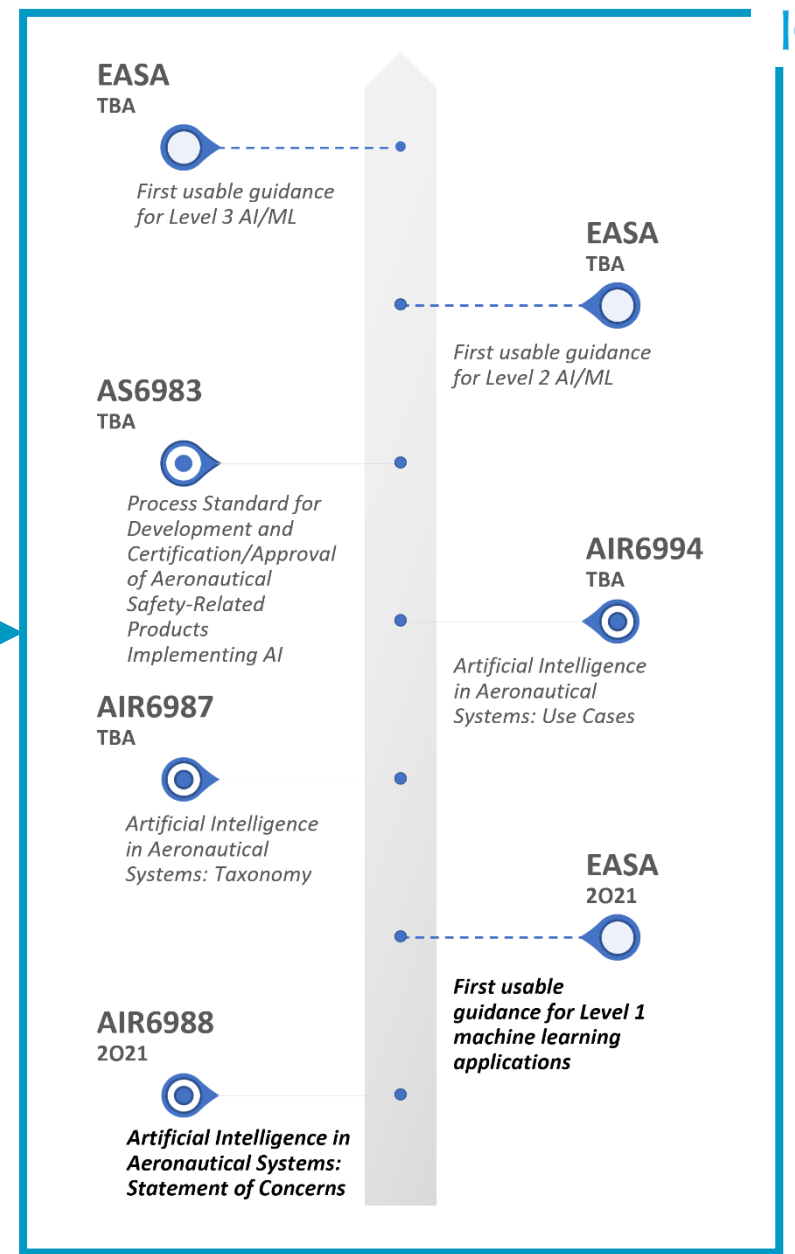 EASA
TBA
First usable guidance
for Level 3 AI/ML
EASA
TBA
First usable guidance
for Level 2 AI/ML
AS6983
TBA
Process Standard for
Development and
Certification/Approval
of Aeronautical
Safety-Related
Products
Implementing AI
AIR6994
TBA
Artificial Intelligence
in Aeronautical
Systems: Use Cases
AIR6987
TBA
Artificial Intelligence
in Aeronautical
Systems: Taxonomy
EASA
2021
First usable
guidance for Level 1
machine learning
applications
AIR6988
2021
Artificial Intelligence in
Aeronautical Systems:
Statement of Concerns